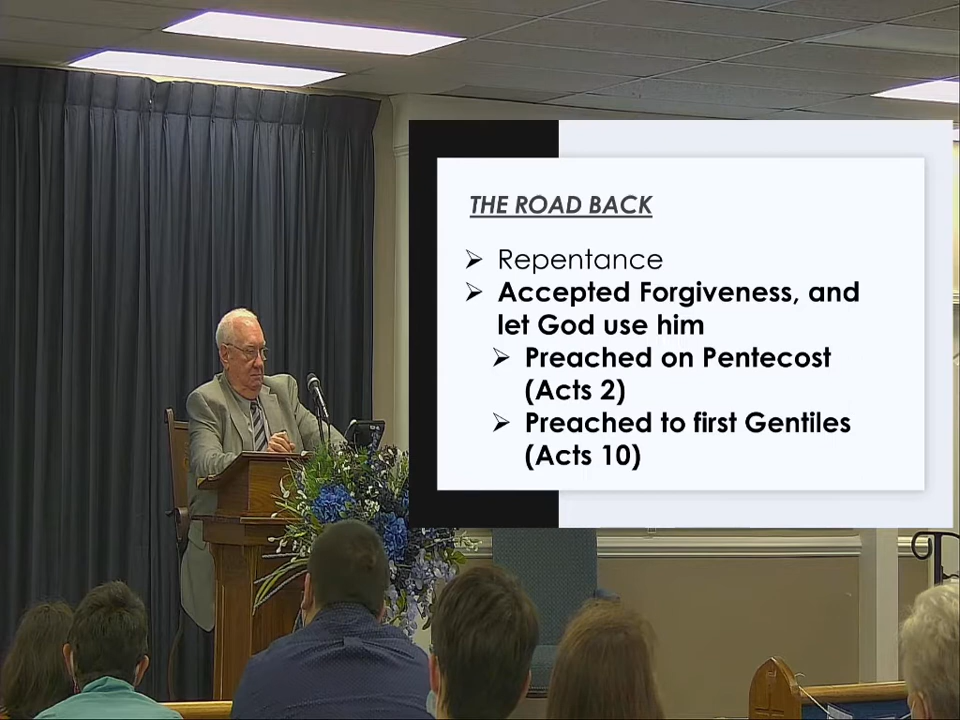 THE ROAD BACK
➢ Repentance
➢ Accepted Forgiveness, and
let God use him
➢ Preached on Pentecost
(Acts 2)
➢ Preached to first Gentiles
(Acts 10)